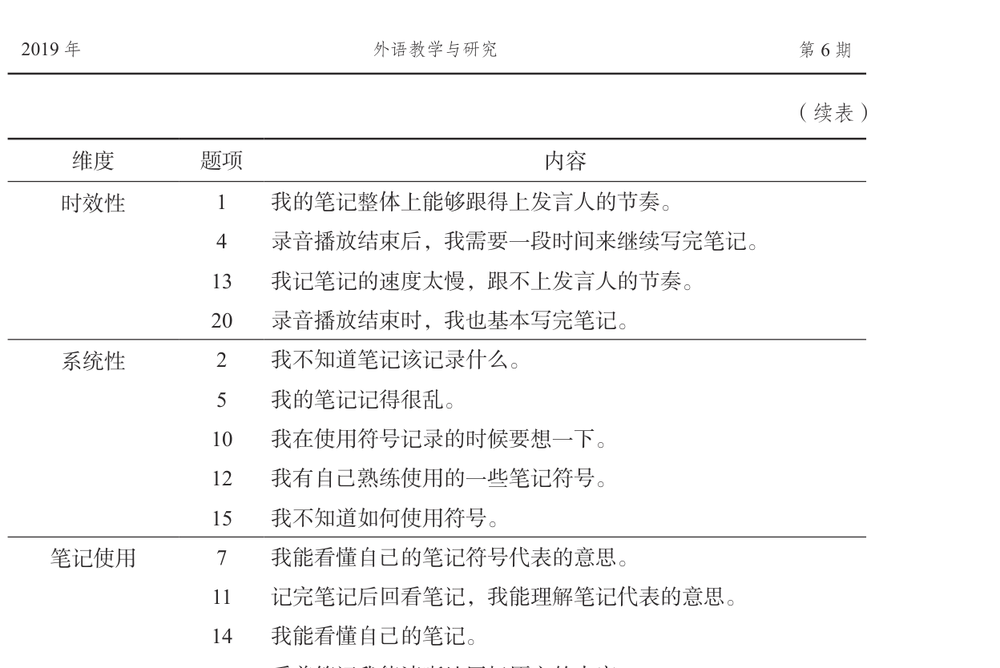 2019 年 外语教学与研究 第 6 期
（续表）
维度 题项 内容
时效性 1 我的笔记整体上能够跟得上发言人的节奏。
4 录音播放结束后，我需要一段时间来继续写完笔记。
13 我记笔记的速度太慢，跟不上发言人的节奏。
20 录音播放结束时，我也基本写完笔记。
系统性 2 我不知道笔记该记录什么。
5 我的笔记记得很乱。
10 我在使用符号记录的时候要想一下。
12 我有自己熟练使用的一些笔记符号。
15 我不知道如何使用符号。
笔记使用 7 我能看懂自己的笔记符号代表的意思。
11 记完笔记后回看笔记，我能理解笔记代表的意思。
14 我能看懂自己的笔记。